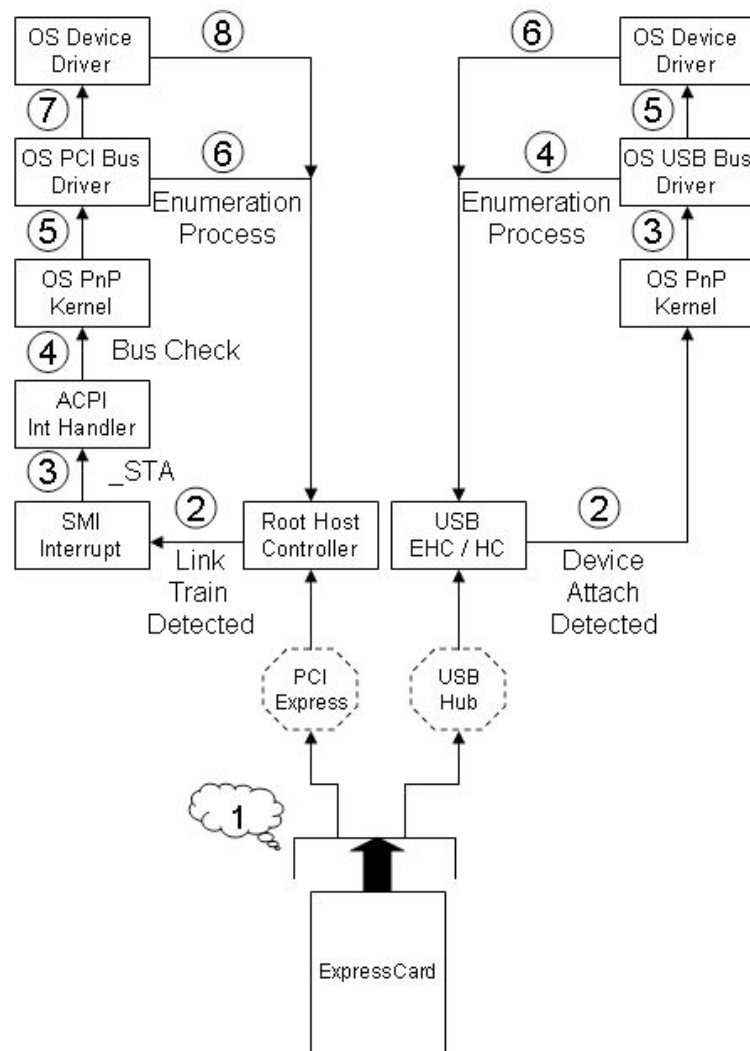 OS Device
Driver
8
6
OS Device
Driver
7
5
OS PCI Bus
Driver
6
Enumeration
Process
4
Enumeration
Process
OS USB Bus
Driver
5
3
OS PnP
Kernel
OS PnP
Kernel
4
Bus Check
ACPI
Int Handler
3
_STA
SMI
Interrupt
2
Link
Train
Detected
Root Host
Controller
USB
EHC / HC
2
Device
Attach
Detected
PCI
Express
USB
Hub
1
ExpressCard